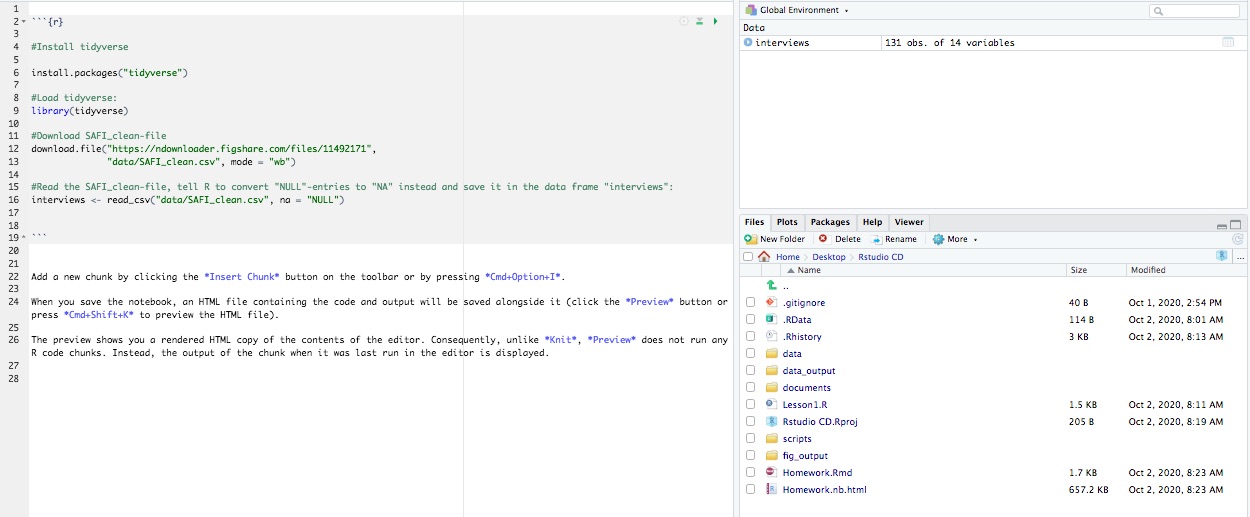 1
2 ```{r}
3
4 #Install tidyverse
5
6 install.packages("tidyverse")
7
8 #Load tidyverse:
9 library(tidyverse)
10
11 #Download SAFI_clean-file
12 download.file("https://ndownloader.figshare.com/files/11492171",
13 "data/SAFI_clean.csv", mode = "wb")
14
15 #Read the SAFI_clean-file, tell R to convert "NULL"-entries to "NA" instead and save it in the data frame "interviews":
16 interviews <- read_csv("data/SAFI_clean.csv", na = "NULL")
17
18
19 ```
20
21
22 Add a new chunk by clicking the *Insert Chunk* button on the toolbar or by pressing *Cmd+Option+I*.
23
24 When you save the notebook, an HTML file containing the code and output will be saved alongside it (click the *Preview* button or
press *Cmd+Shift+K* to preview the HTML file).
25
26 The preview shows you a rendered HTML copy of the contents of the editor. Consequently, unlike *Knit*, *Preview* does not run any
R code chunks. Instead, the output of the chunk when it was last run in the editor is displayed.
27
28
Global Environment
Data
interviews 131 obs. of 14 variables
Files Plots Packages Help Viewer
New Folder Delete Rename More
Home Desktop Rstudio CD ...
Name Size Modified
..
.gitignore 40 B Oct 1, 2020, 2:54 PM
.RData 114 B Oct 2, 2020, 8:01 AM
.Rhistory 3 KB Oct 2, 2020, 8:13 AM
data
data_output
documents
Lesson1.R 1.5 KB Oct 2, 2020, 8:11 AM
Rstudio CD.Rproj 205 B Oct 2, 2020, 8:19 AM
scripts
fig_output
Homework.Rmd 1.7 KB Oct 2, 2020, 8:23 AM
Homework.nb.html 657.2 KB Oct 2, 2020, 8:23 AM